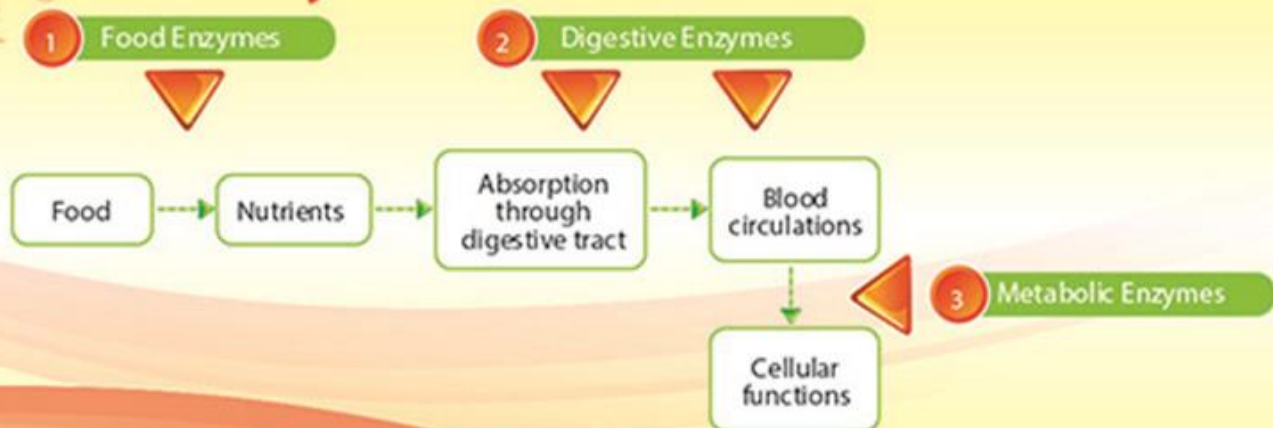 1 Food Enzymes
2 Digestive Enzymes
Food
Nutrients
Absorption
through
digestive tract
Blood
circulations
3 Metabolic Enzymes
Cellular
functions